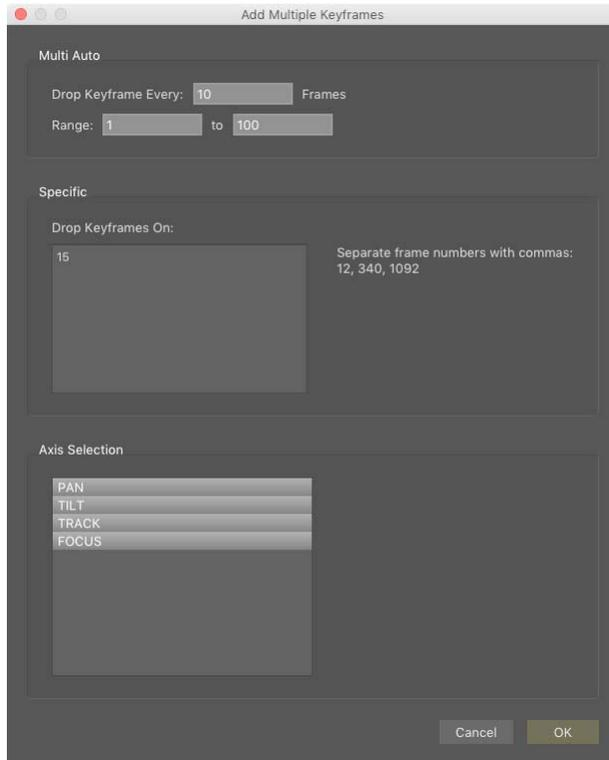 Add Multiple Keyframes
Multi Auto
Drop Keyframe Every: 10 Frames
Range: 1 to 100
Specific
Drop Keyframes On:
15
Separate frame numbers with commas:
12, 340, 1092
Axis Selection
PAN
TILT
TRACK
FOCUS
Cancel OK